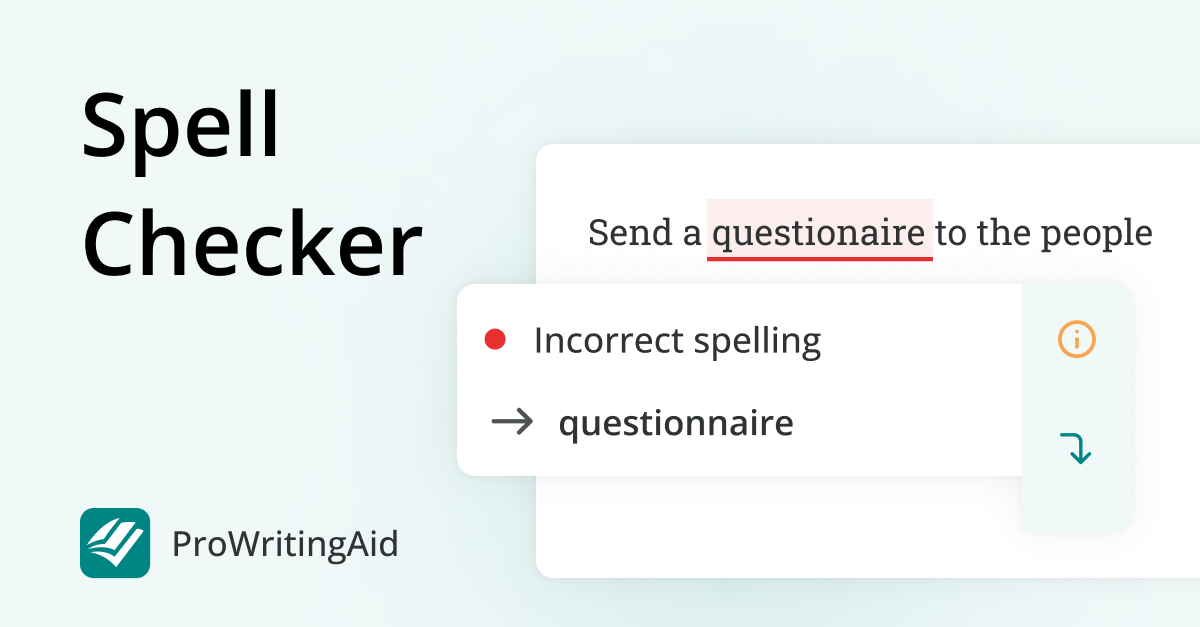 Spell
Checker
Send a questionaire to the people
Incorrect spelling
questionnaire
ProWritingAid